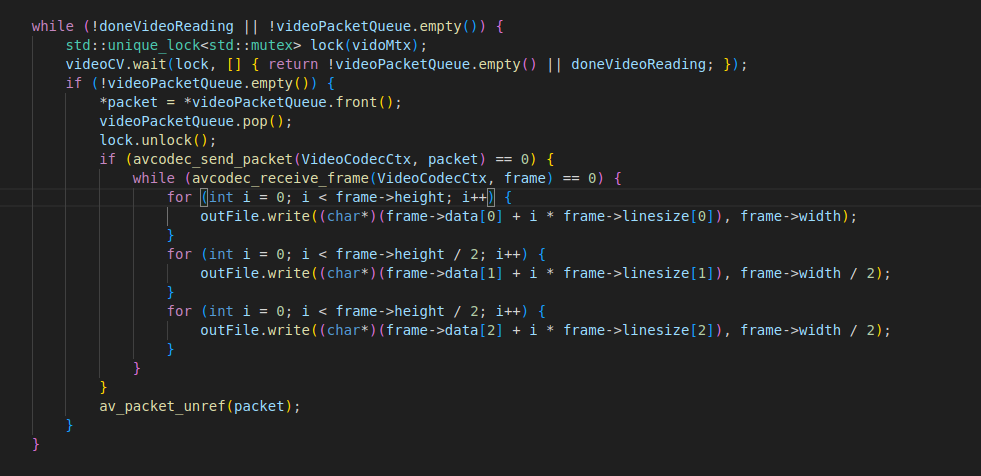 while (!doneVideoReading || !videoPacketQueue.empty()) {
    std::unique_lock<std::mutex> lock(vidoMtx);
    videoCV.wait(lock, [] { return !videoPacketQueue.empty() || doneVideoReading; });
    if (!videoPacketQueue.empty()) {
        *packet = *videoPacketQueue.front();
        videoPacketQueue.pop();
        lock.unlock();
        if (avcodec_send_packet(VideoCodecCtx, packet) == 0) {
            while (avcodec_receive_frame(VideoCodecCtx, frame) == 0) {
                for (int i = 0; i < frame->height; i++) {
                    outFile.write((char*)(frame->data[0] + i * frame->linesize[0]), frame->width);
                }
                for (int i = 0; i < frame->height / 2; i++) {
                    outFile.write((char*)(frame->data[1] + i * frame->linesize[1]), frame->width / 2);
                }
                for (int i = 0; i < frame->height / 2; i++) {
                    outFile.write((char*)(frame->data[2] + i * frame->linesize[2]), frame->width / 2);
                }
            }
        }
        av_packet_unref(packet);
    }
}